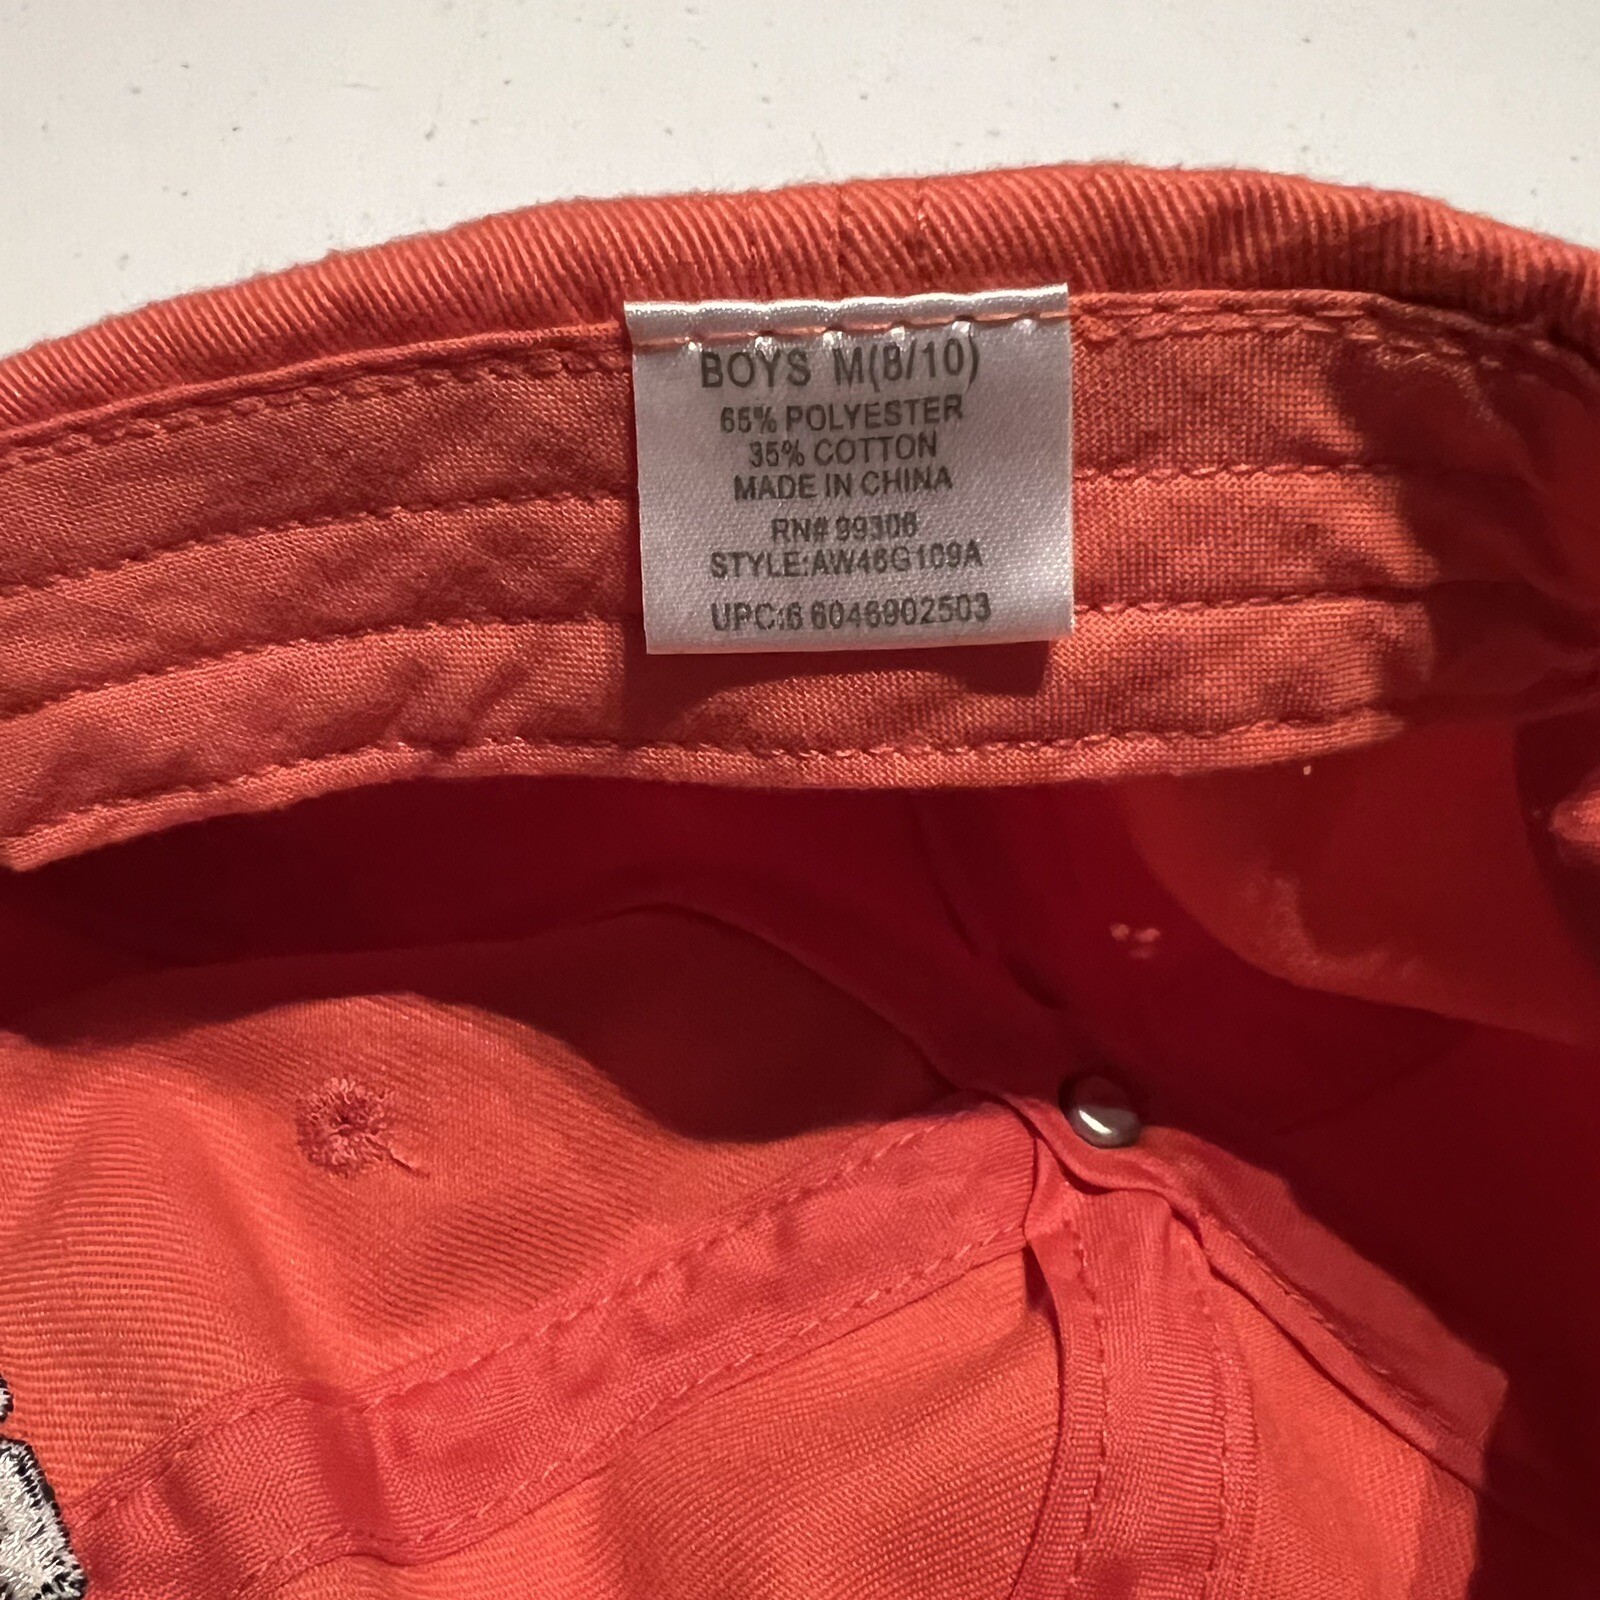 BOYS M(8/10)
65% POLYESTER
35% COTTON
MADE IN CHINA
RN# 99306
STYLE:AW46G109A
UPC:6 6046902503